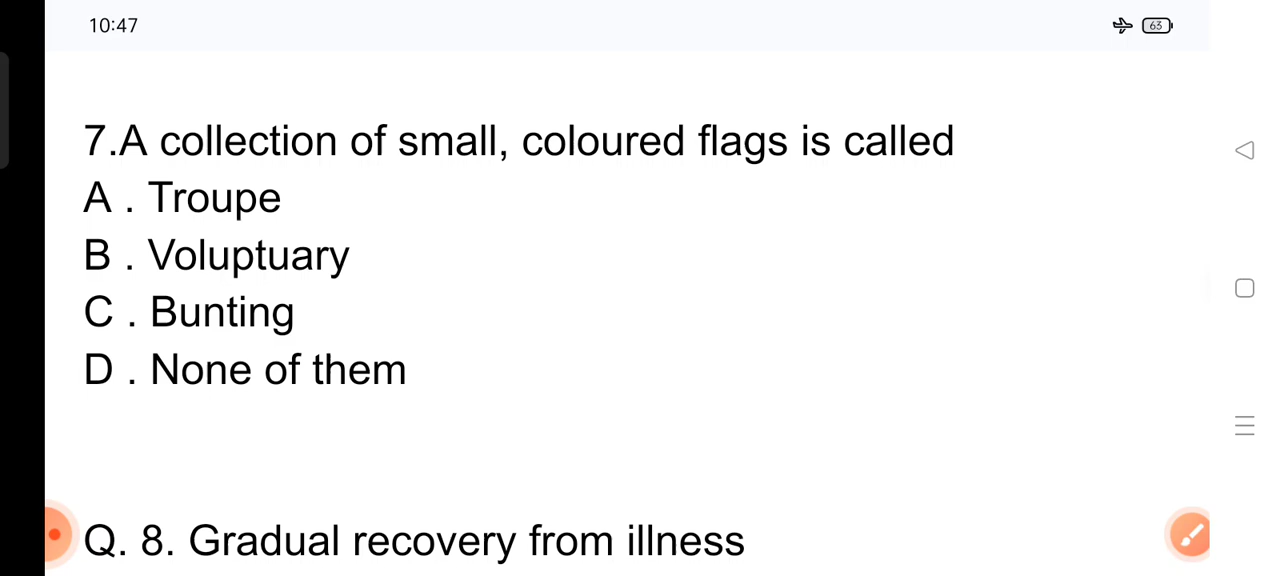 10:47
63
7.A collection of small, coloured flags is called
A . Troupe
B . Voluptuary
C . Bunting
D . None of them
Q. 8. Gradual recovery from illness